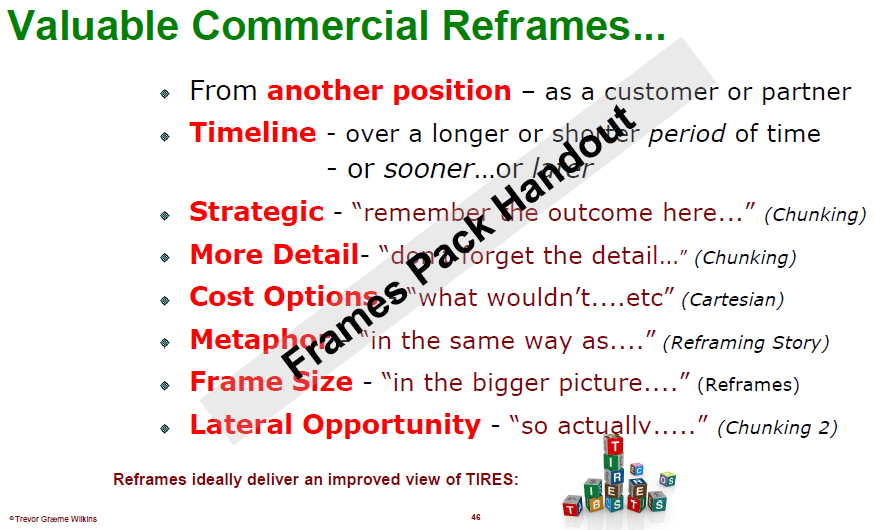 Valuable Commercial Reframes...
From another position – as a customer or partner
Timeline - over a longer or shorter period of time
- or sooner...or later
Strategic - “remember the outcome here...” (Chunking)
More Detail- “don't forget the detail...” (Chunking)
Cost Options - “what wouldn't....etc” (Cartesian)
Metaphor - “in the same way as....” (Reframing Story)
Frame Size - “in the bigger picture....” (Reframes)
Lateral Opportunity - “so actually.....” (Chunking 2)
Frames Pack Handout
Reframes ideally deliver an improved view of TIRES:
T
I
R
E
S
©Trevor Græme Wilkins
46